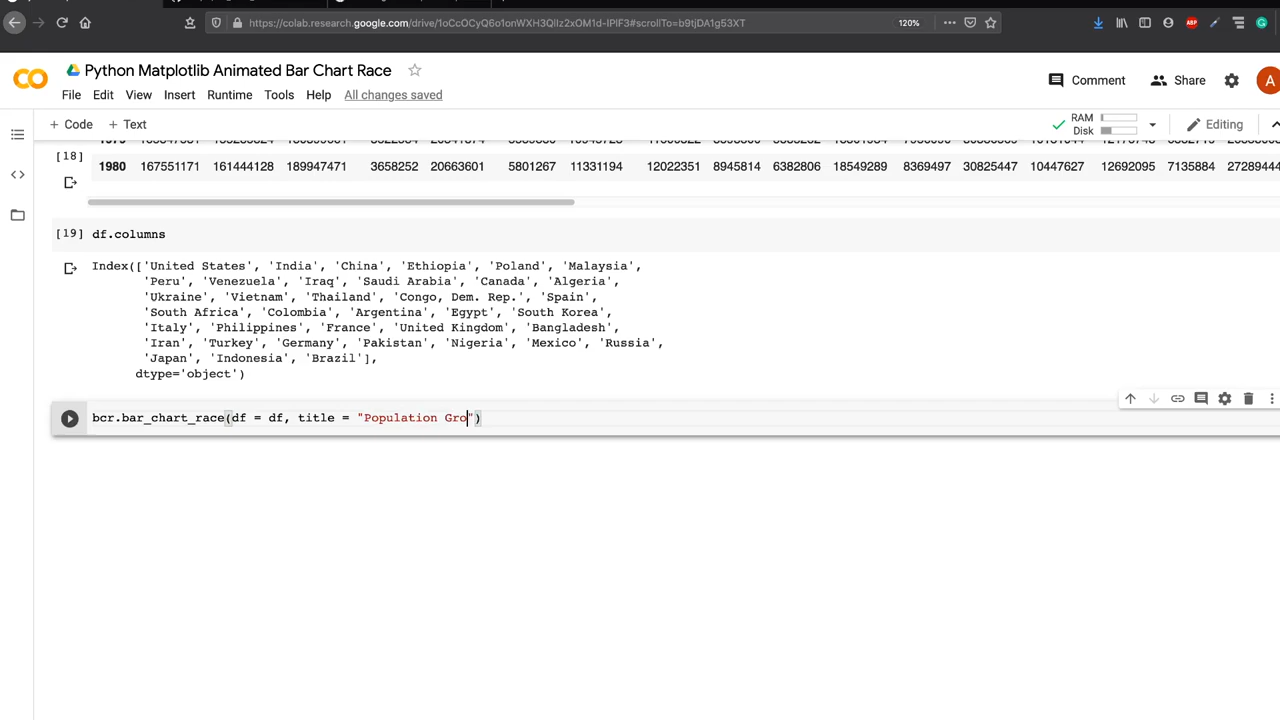 https://colab.research.google.com/drive/1oCcOCyQ6o1onWXH3QlIz2xOM1d-IPlF3#scrollTo=b9tjDA1g53XT
120%
ABP
Python Matplotlib Animated Bar Chart Race
Comment
Share
A
File Edit View Insert Runtime Tools Help All changes saved
+ Code + Text
RAM
Disk
Editing
[18]
1980 167551171 161444128 189947471 3658252 20663601 5801267 11331194 12022351 8945814 6382806 18549289 8369497 30825447 10447627 12692095 7135884 27289444
[19] df.columns
Index(['United States', 'India', 'China', 'Ethiopia', 'Poland', 'Malaysia',
'Peru', 'Venezuela', 'Iraq', 'Saudi Arabia', 'Canada', 'Algeria',
'Ukraine', 'Vietnam', 'Thailand', 'Congo, Dem. Rep.', 'Spain',
'South Africa', 'Colombia', 'Argentina', 'Egypt', 'South Korea',
'Italy', 'Philippines', 'France', 'United Kingdom', 'Bangladesh',
'Iran', 'Turkey', 'Germany', 'Pakistan', 'Nigeria', 'Mexico', 'Russia',
'Japan', 'Indonesia', 'Brazil'],
dtype='object')
bcr.bar_chart_race(df = df, title = "Population Gro")